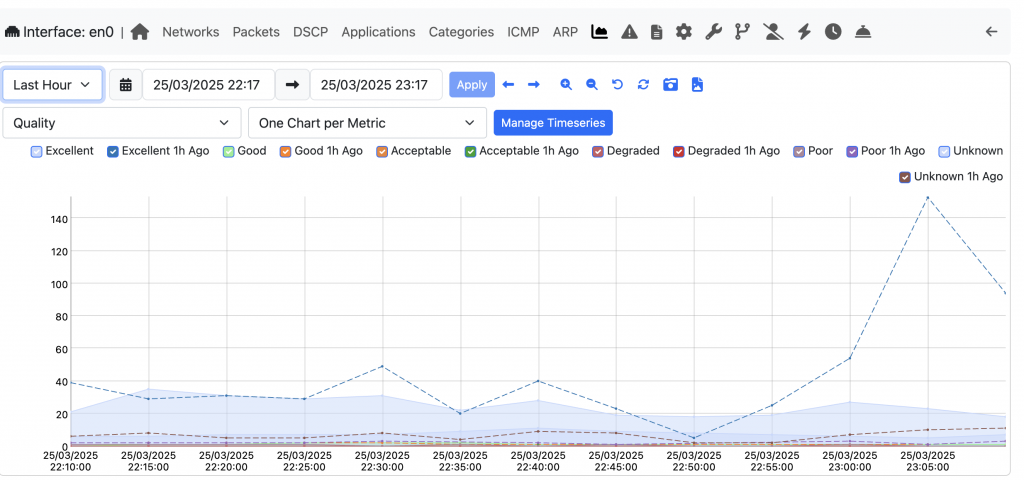 Interface: en0 | Networks Packets DSCP Applications Categories ICMP ARP
Last Hour 25/03/2025 22:17 25/03/2025 23:17 Apply
Quality One Chart per Metric Manage Timeseries
Excellent Excellent 1h Ago Good Good 1h Ago Acceptable Acceptable 1h Ago Degraded Degraded 1h Ago Poor Poor 1h Ago Unknown
Unknown 1h Ago
140
120
100
80
60
40
20
0
25/03/2025 25/03/2025 25/03/2025 25/03/2025 25/03/2025 25/03/2025 25/03/2025 25/03/2025 25/03/2025 25/03/2025 25/03/2025 25/03/2025
22:10:00 22:15:00 22:20:00 22:25:00 22:30:00 22:35:00 22:40:00 22:45:00 22:50:00 22:55:00 23:00:00 23:05:00